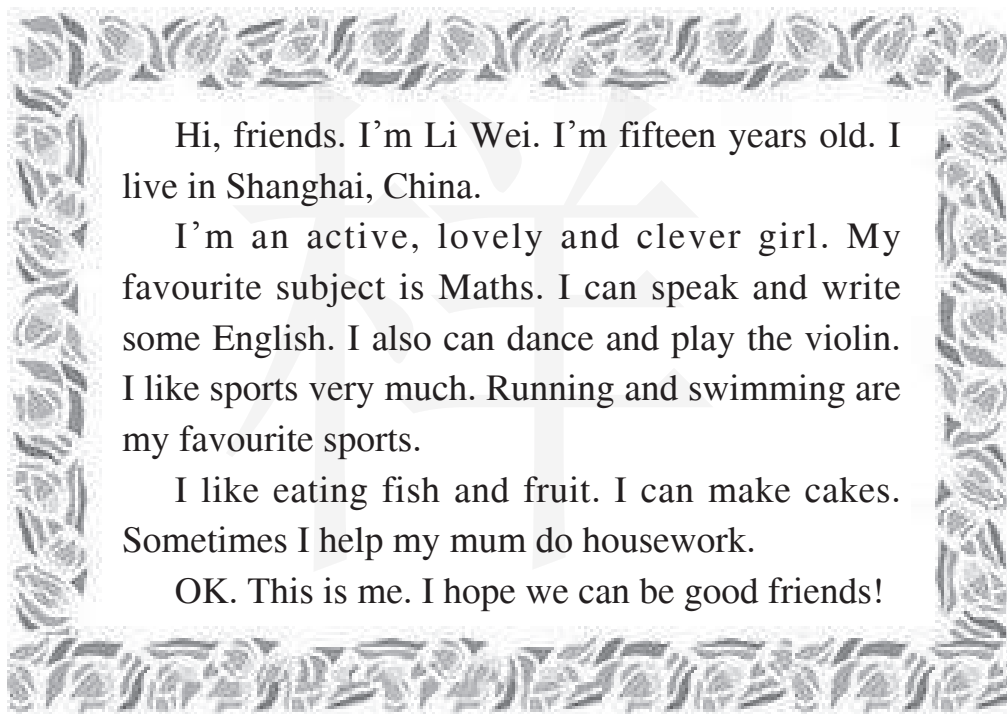 Hi, friends. I'm Li Wei. I'm fifteen years old. I
live in Shanghai, China.
I'm an active, lovely and clever girl. My
favourite subject is Maths. I can speak and write
some English. I also can dance and play the violin.
I like sports very much. Running and swimming are
my favourite sports.
I like eating fish and fruit. I can make cakes.
Sometimes I help my mum do housework.
OK. This is me. I hope we can be good friends!
样